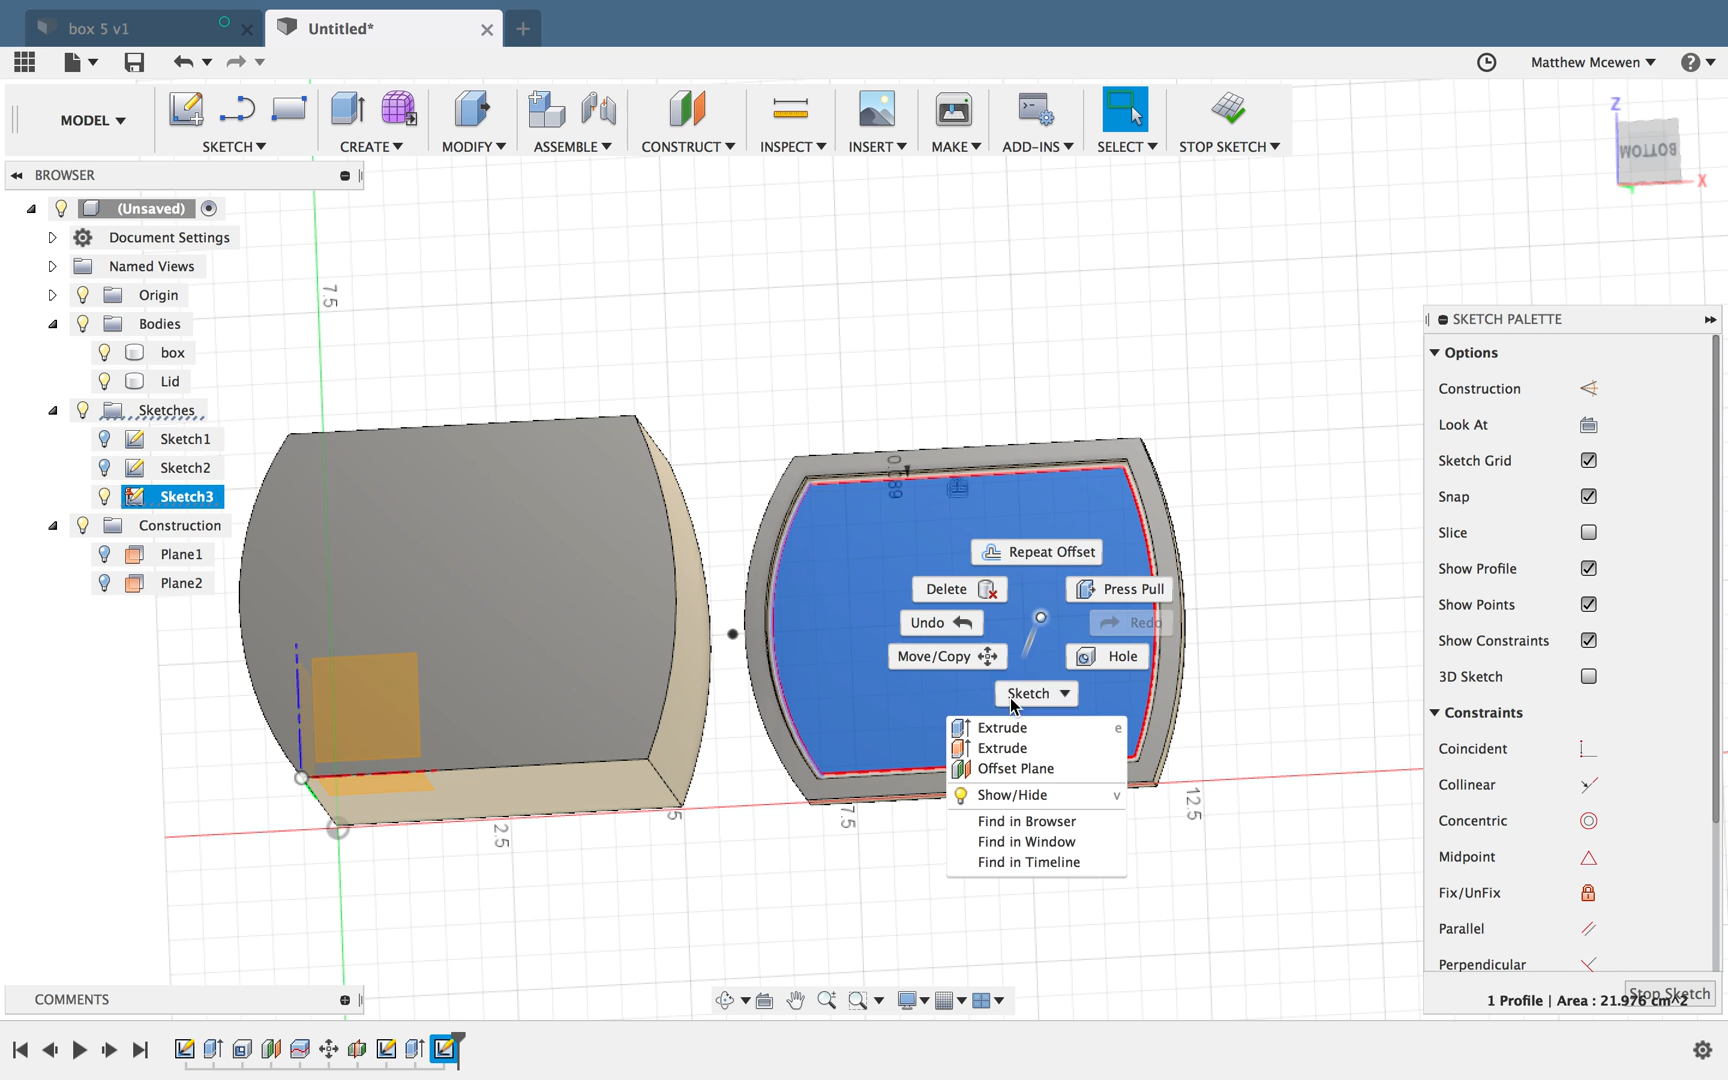 box 5 v1
Untitled*
Matthew Mcewen
MODEL
SKETCH
CREATE
MODIFY
ASSEMBLE
CONSTRUCT
INSPECT
INSERT
MAKE
ADD-INS
SELECT
STOP SKETCH
Z
BOTTOM
X
BROWSER
(Unsaved)
Document Settings
Named Views
Origin
Bodies
box
Lid
Sketches
Sketch1
Sketch2
Sketch3
Construction
Plane1
Plane2
7.5
2.5
5
7.5
12.5
Repeat Offset
Delete
Press Pull
Undo
Redo
Move/Copy
Hole
Sketch
Extrude e
Extrude
Offset Plane
Show/Hide v
Find in Browser
Find in Window
Find in Timeline
SKETCH PALETTE
Options
Construction
Look At
Sketch Grid
Snap
Slice
Show Profile
Show Points
Show Constraints
3D Sketch
Constraints
Coincident
Collinear
Concentric
Midpoint
Fix/UnFix
Parallel
Perpendicular
Stop Sketch
1 Profile | Area : 21.976 cm^2
COMMENTS